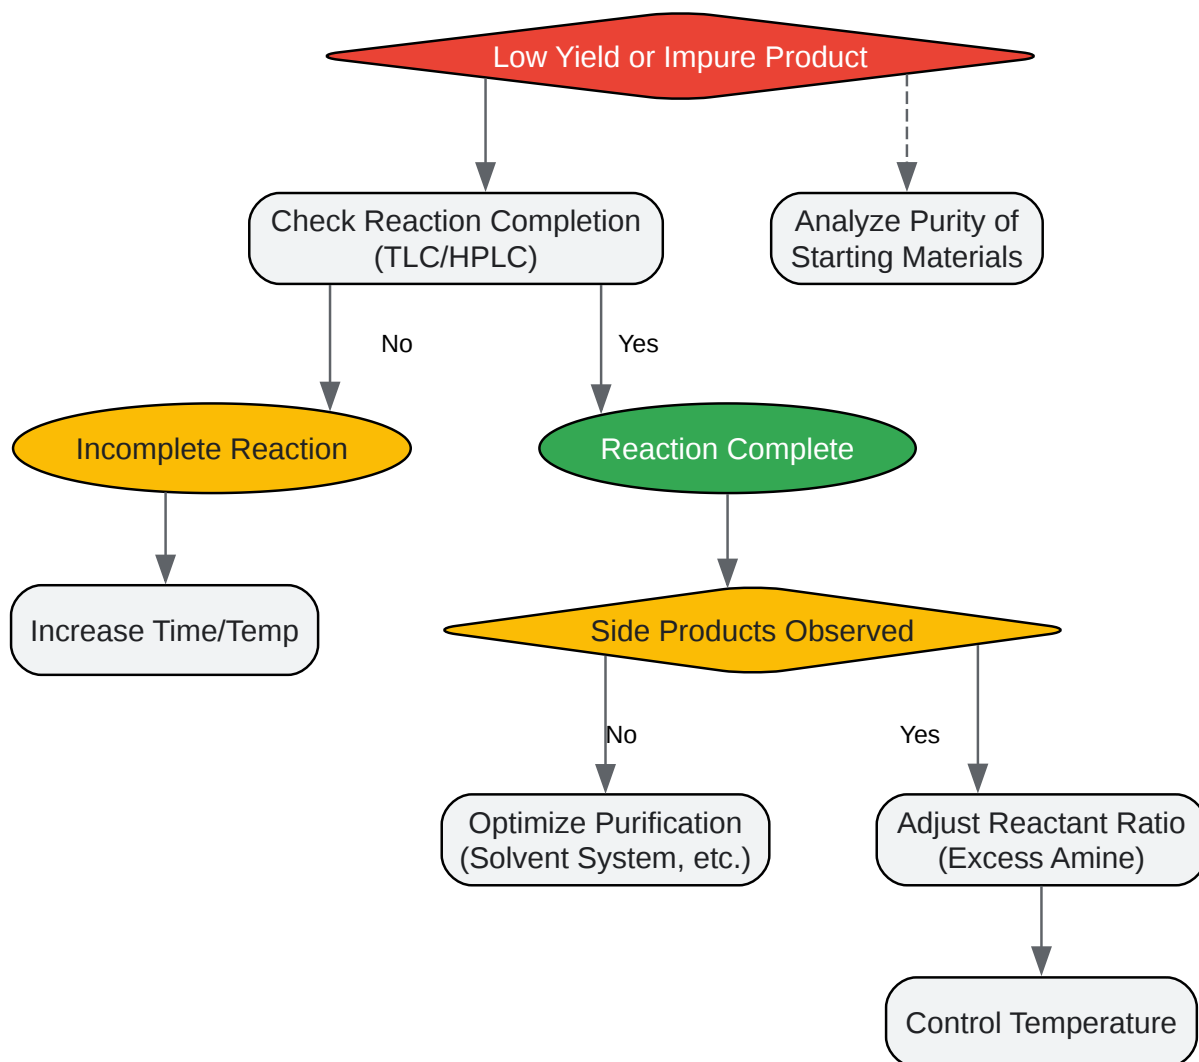 Low Yield or Impure Product
Check Reaction Completion
(TLC/HPLC)
Analyze Purity of
Starting Materials
No
Yes
Incomplete Reaction
Reaction Complete
Increase Time/Temp
Side Products Observed
No
Yes
Optimize Purification
(Solvent System, etc.)
Adjust Reactant Ratio
(Excess Amine)
Control Temperature